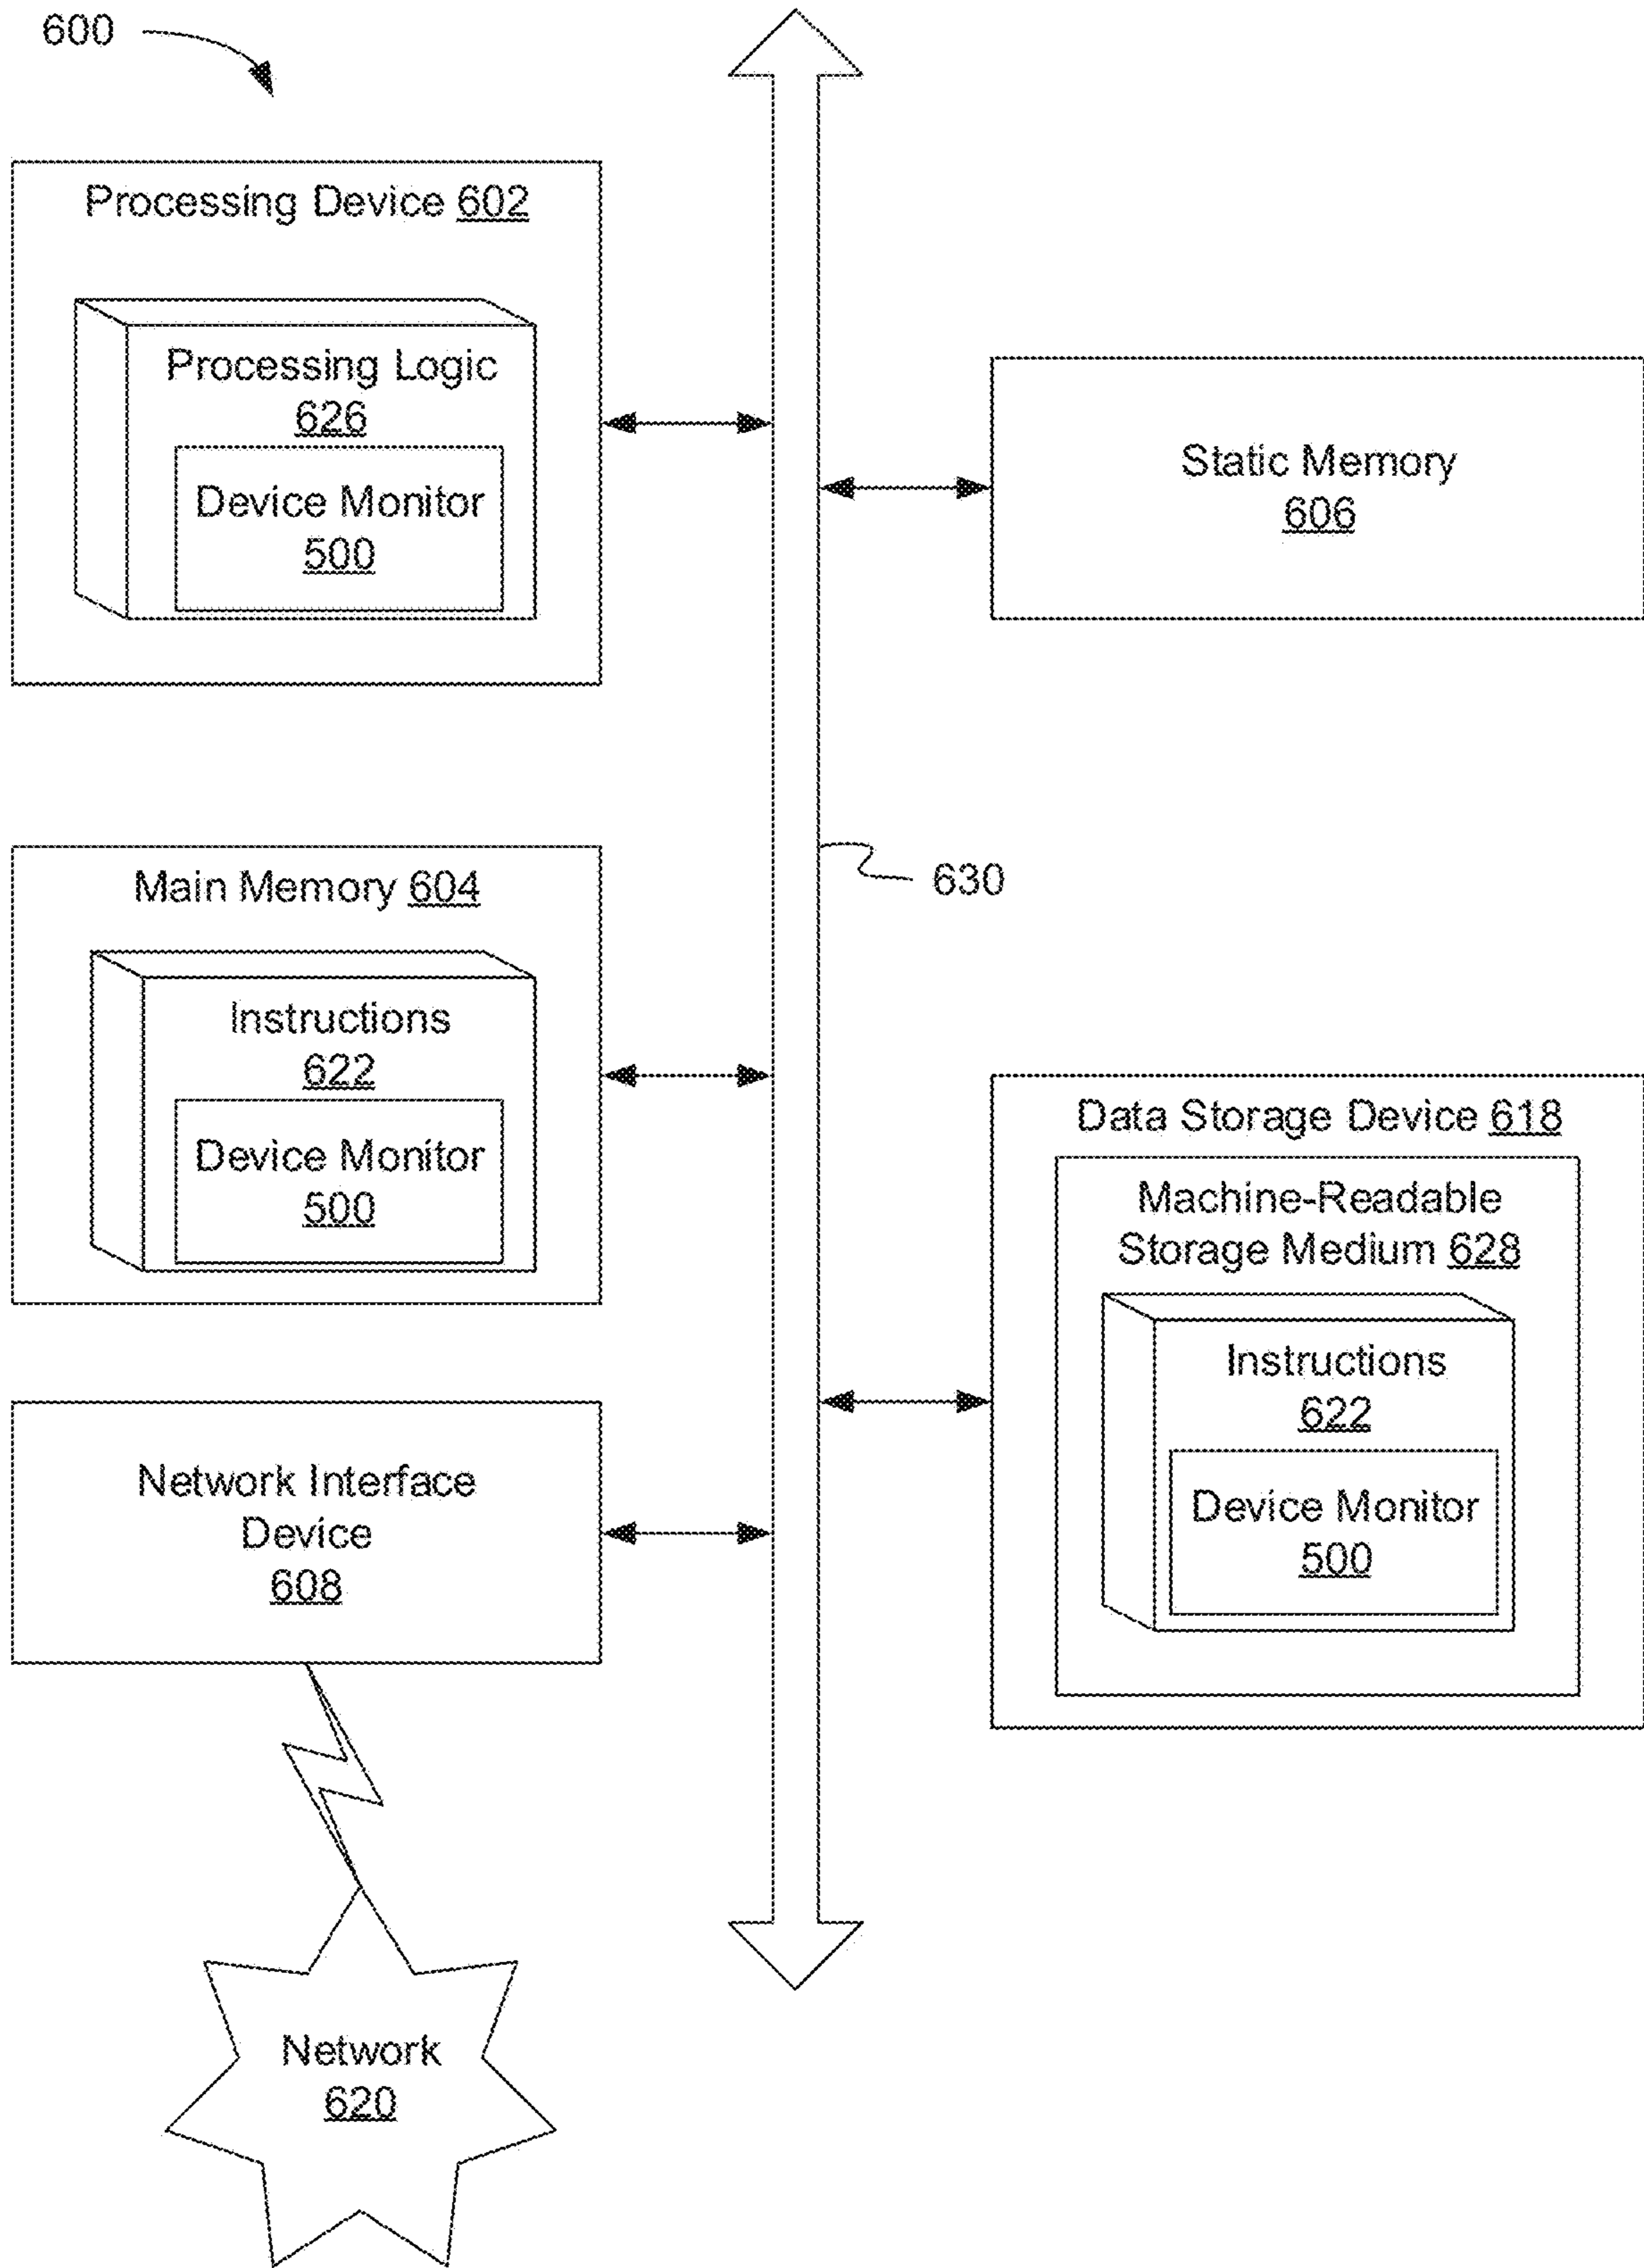 600
Processing Device 602
Processing Logic
626
Device Monitor
500
Static Memory
606
Main Memory 604
Instructions
622
Device Monitor
500
630
Data Storage Device 618
Machine-Readable
Storage Medium 628
Instructions
622
Device Monitor
500
Network Interface
Device
608
Network
620